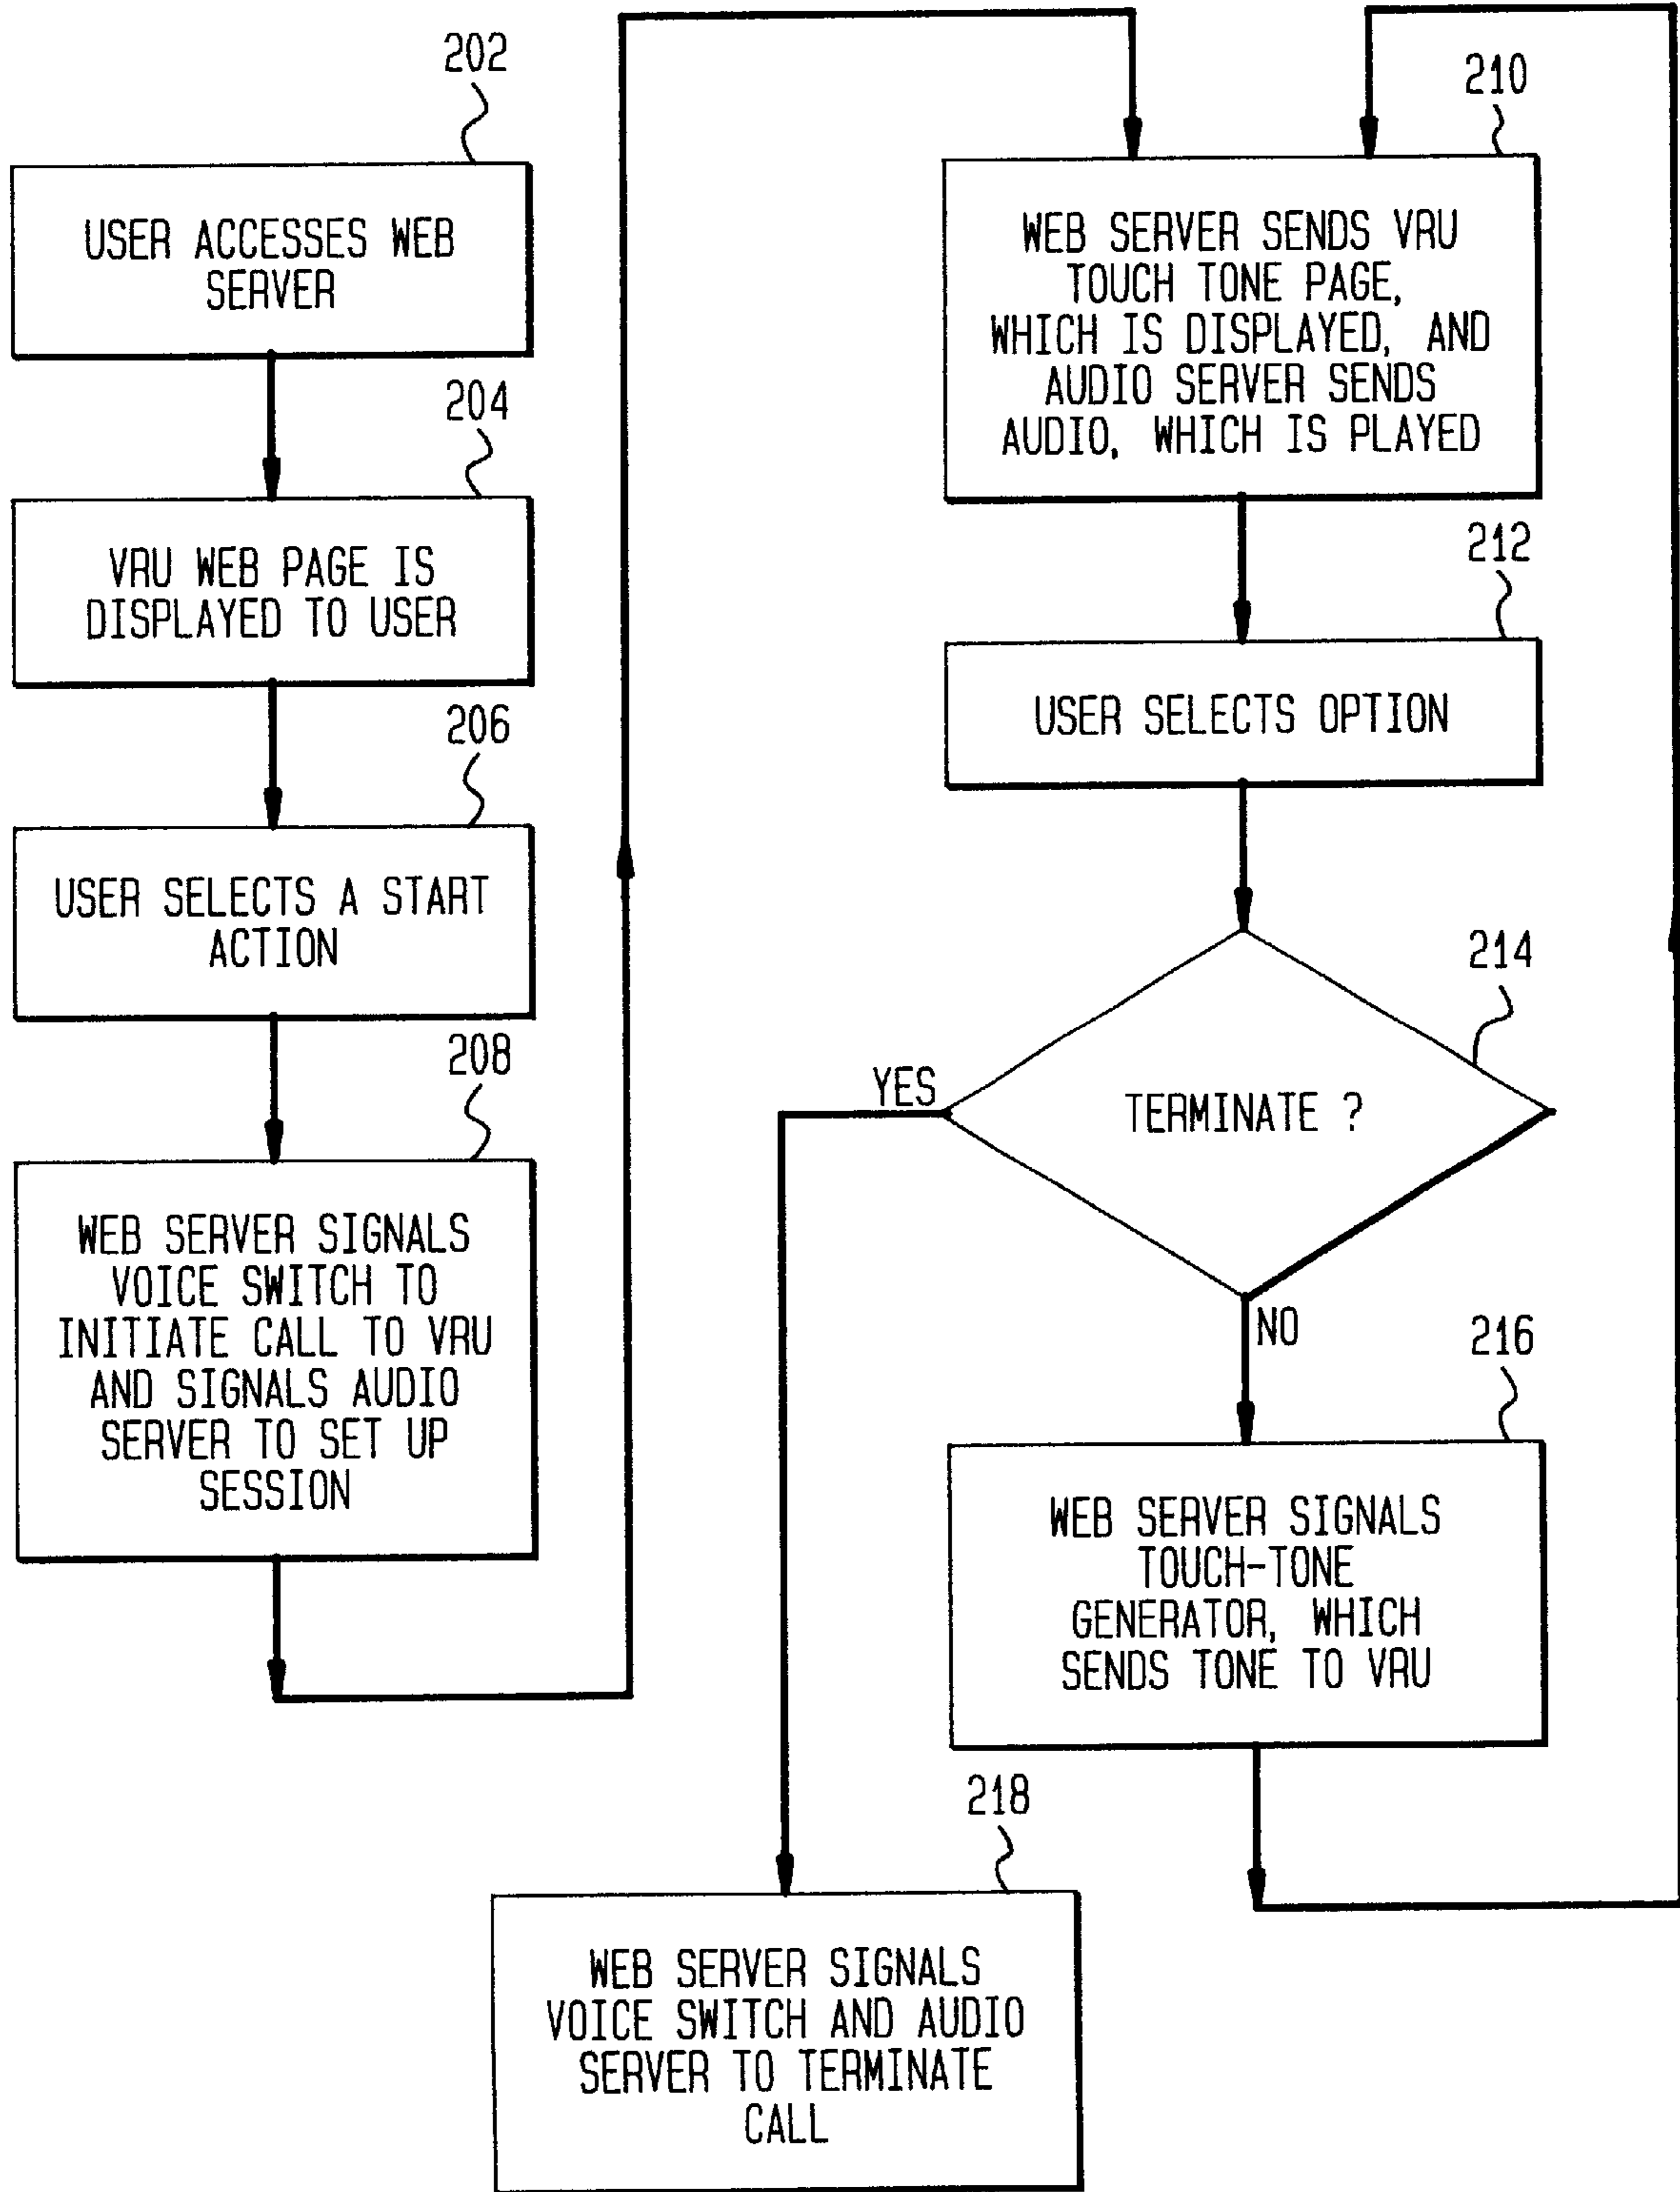 202
USER ACCESSES WEB
SERVER
204
VRU WEB PAGE IS
DISPLAYED TO USER
206
USER SELECTS A START
ACTION
208
WEB SERVER SIGNALS
VOICE SWITCH TO
INITIATE CALL TO VRU
AND SIGNALS AUDIO
SERVER TO SET UP
SESSION
210
WEB SERVER SENDS VRU
TOUCH TONE PAGE,
WHICH IS DISPLAYED, AND
AUDIO SERVER SENDS
AUDIO, WHICH IS PLAYED
212
USER SELECTS OPTION
214
TERMINATE ?
YES
NO
216
WEB SERVER SIGNALS
TOUCH-TONE
GENERATOR, WHICH
SENDS TONE TO VRU
218
WEB SERVER SIGNALS
VOICE SWITCH AND AUDIO
SERVER TO TERMINATE
CALL